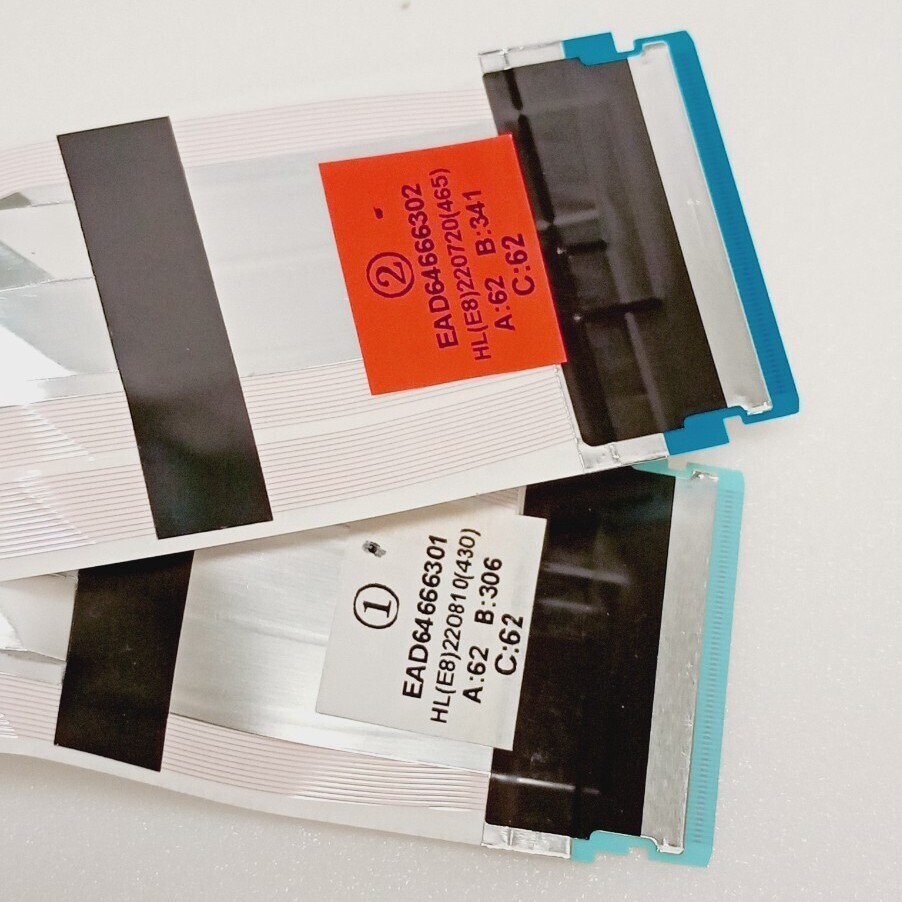 ②
EAD64666302
HL(E8)220720(465)
A:62 B:341
C:62
①
EAD64666301
HL(E8)220810(430)
A:62 B:306
C:62